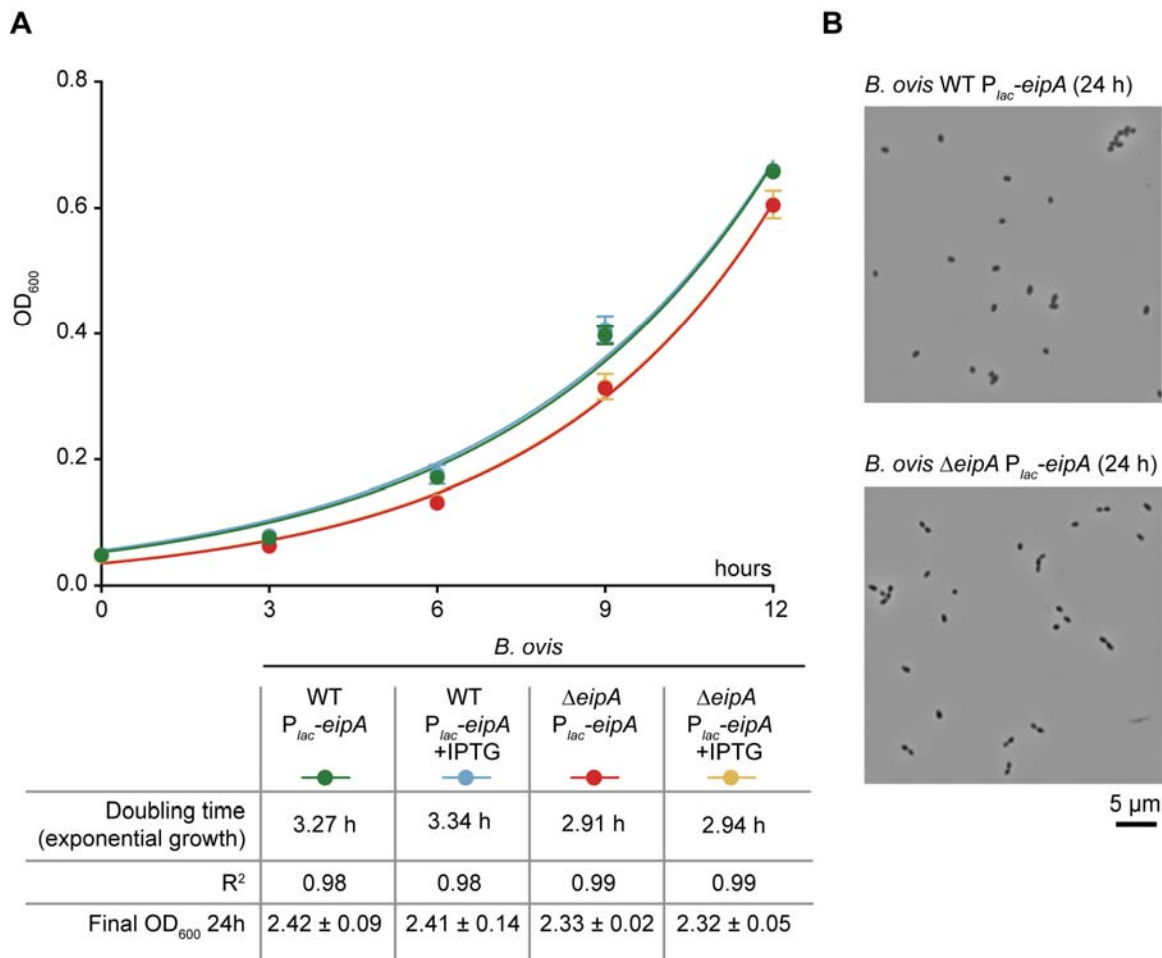 A
0.8
0.6
0.4
0.2
0.0
OD600
hours
0 3 6 9 12
B. ovis
WT
Plac-eipA
WT
Plac-eipA
+IPTG
ΔeipA
Plac-eipA
ΔeipA
Plac-eipA
+IPTG
Doubling time
(exponential growth)
3.27 h
3.34 h
2.91 h
2.94 h
R²
0.98
0.98
0.99
0.99
Final OD600 24h
2.42 ± 0.09
2.41 ± 0.14
2.33 ± 0.02
2.32 ± 0.05
B
B. ovis WT Plac-eipA (24 h)
B. ovis ΔeipA Plac-eipA (24 h)
5 µm